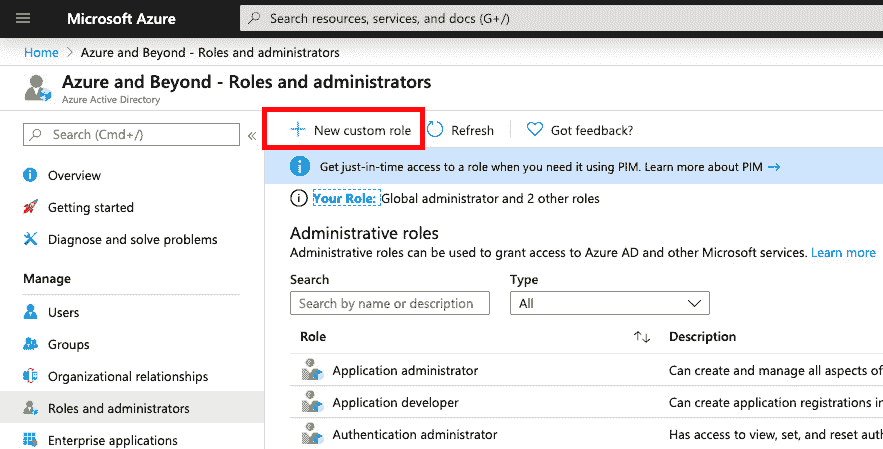 Microsoft Azure
Search resources, services, and docs (G+/)
Home > Azure and Beyond - Roles and administrators
Azure and Beyond - Roles and administrators
Azure Active Directory
Search (Cmd+/)
«
Overview
Getting started
Diagnose and solve problems
Manage
Users
Groups
Organizational relationships
Roles and administrators
Enterprise applications
New custom role
Refresh
Got feedback?
Get just-in-time access to a role when you need it using PIM. Learn more about PIM →
Your Role: Global administrator and 2 other roles
Administrative roles
Administrative roles can be used to grant access to Azure AD and other Microsoft services. Learn more
Search Type
Search by name or description All
Role ↑↓ Description
Application administrator Can create and manage all aspects of
Application developer Can create application registrations in
Authentication administrator Has access to view, set, and reset aut